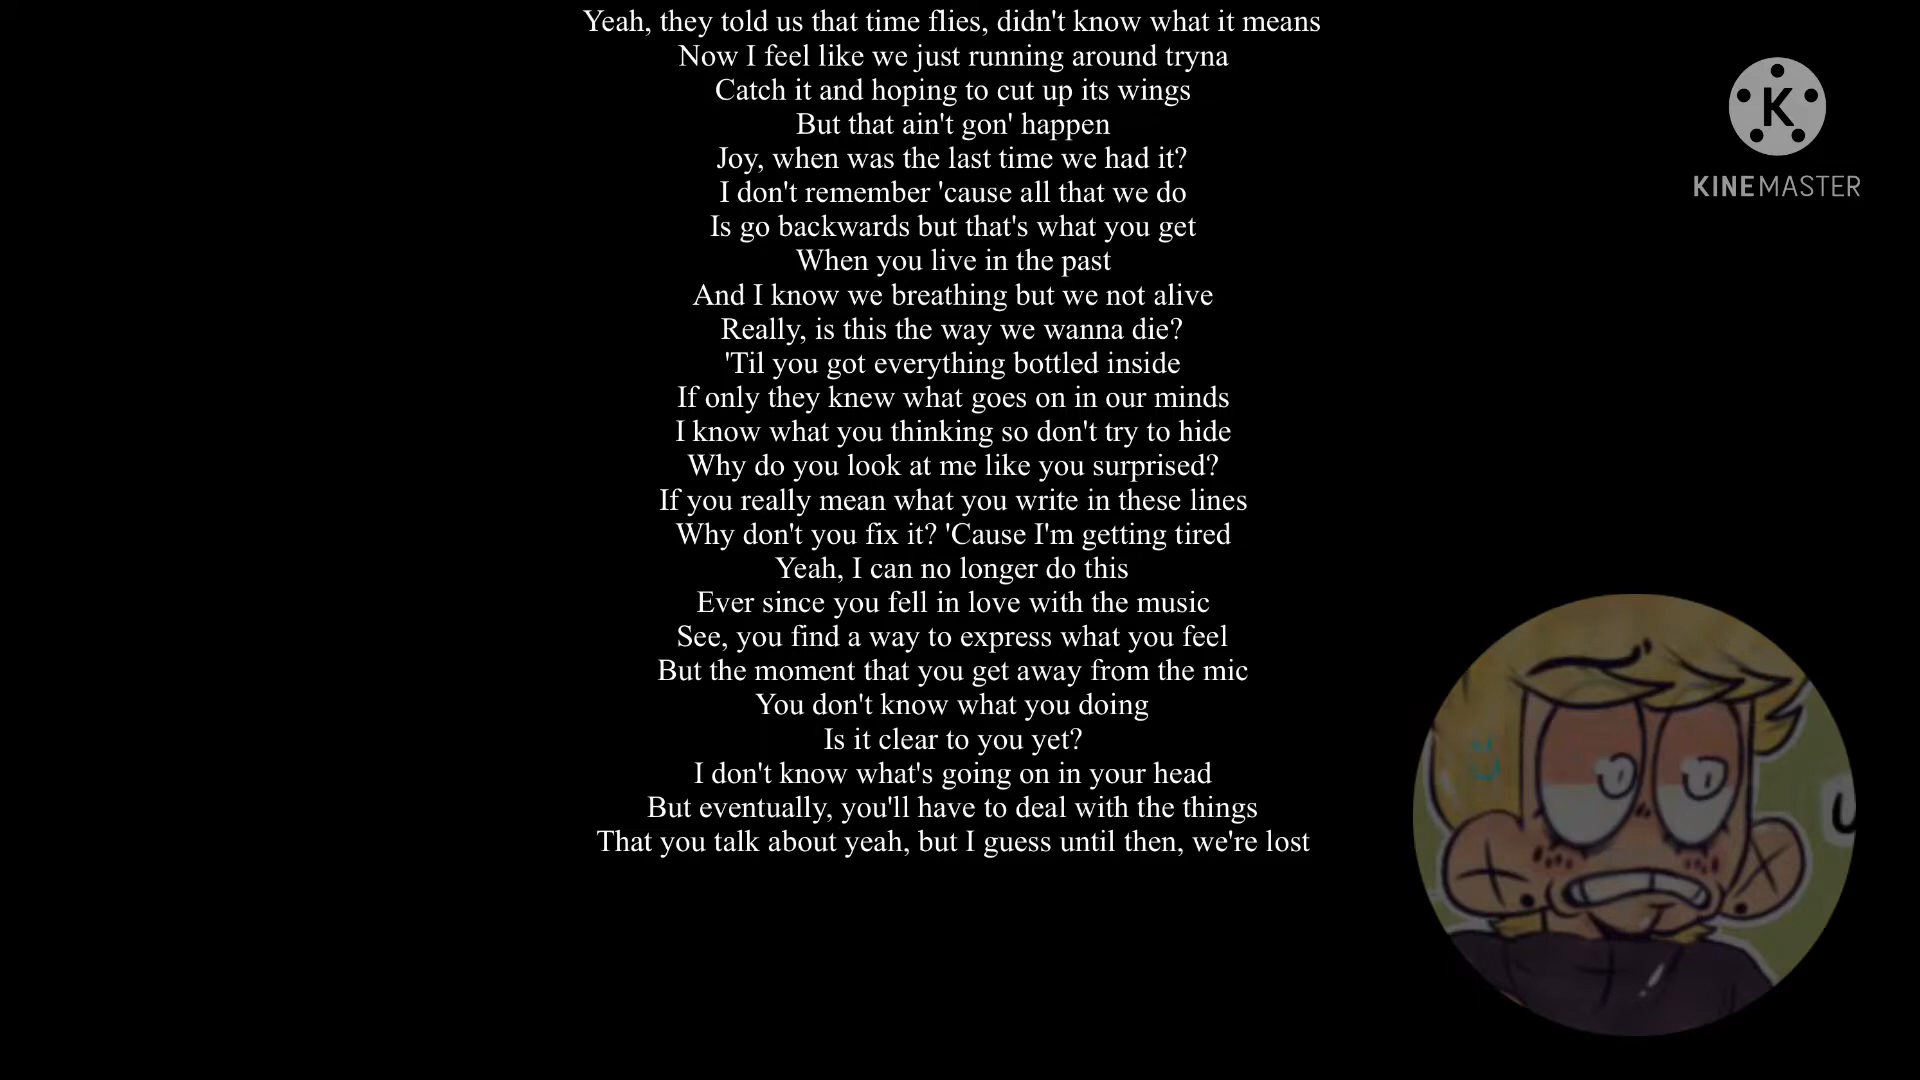 Yeah, they told us that time flies, didn't know what it means
Now I feel like we just running around tryna
Catch it and hoping to cut up its wings
But that ain't gon' happen
Joy, when was the last time we had it?
I don't remember 'cause all that we do
Is go backwards but that's what you get
When you live in the past
And I know we breathing but we not alive
Really, is this the way we wanna die?
'Til you got everything bottled inside
If only they knew what goes on in our minds
I know what you thinking so don't try to hide
Why do you look at me like you surprised?
If you really mean what you write in these lines
Why don't you fix it? 'Cause I'm getting tired
Yeah, I can no longer do this
Ever since you fell in love with the music
See, you find a way to express what you feel
But the moment that you get away from the mic
You don't know what you doing
Is it clear to you yet?
I don't know what's going on in your head
But eventually, you'll have to deal with the things
That you talk about yeah, but I guess until then, we're lost
K
KINEMASTER